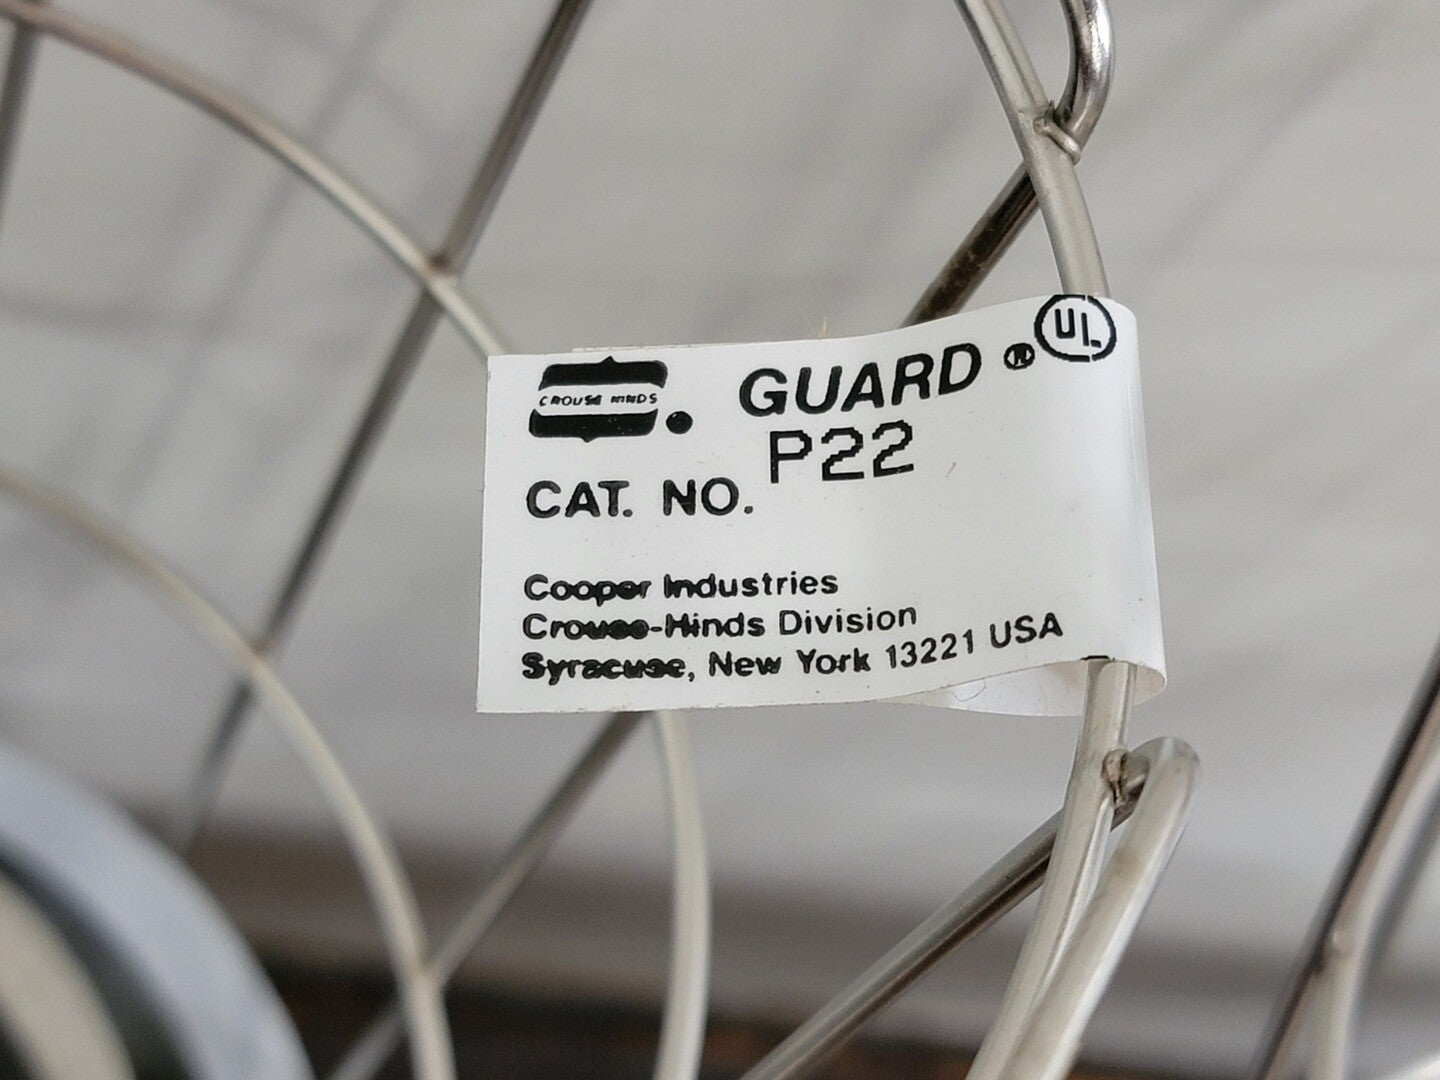 CROUSE HINDS
GUARD ® UL
P22
CAT. NO.
Cooper Industries
Crouse-Hinds Division
Syracuse, New York 13221 USA